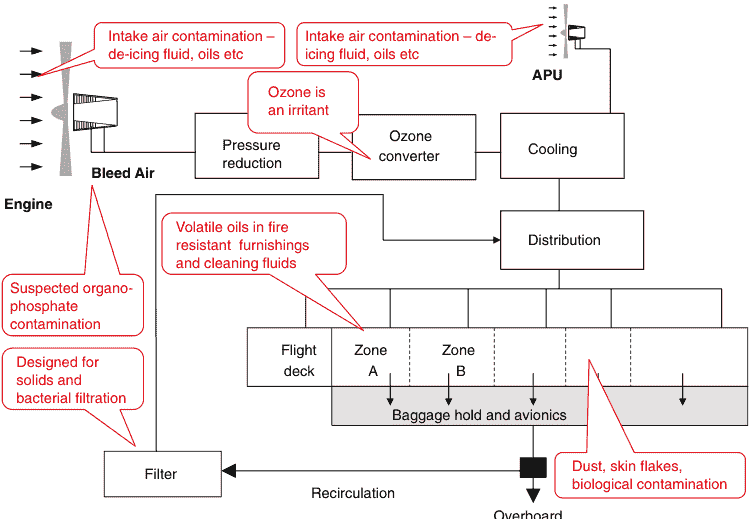 Intake air contamination –
de-icing fluid, oils etc
Intake air contamination – de-
icing fluid, oils etc
APU
Ozone is
an irritant
Pressure
reduction
Ozone
converter
Cooling
Bleed Air
Engine
Volatile oils in fire
resistant furnishings
and cleaning fluids
Distribution
Suspected organo-
phosphate
contamination
Flight
deck
Zone
A
Zone
B
Designed for
solids and
bacterial filtration
Baggage hold and avionics
Filter
Recirculation
Dust, skin flakes,
biological contamination
Overboard